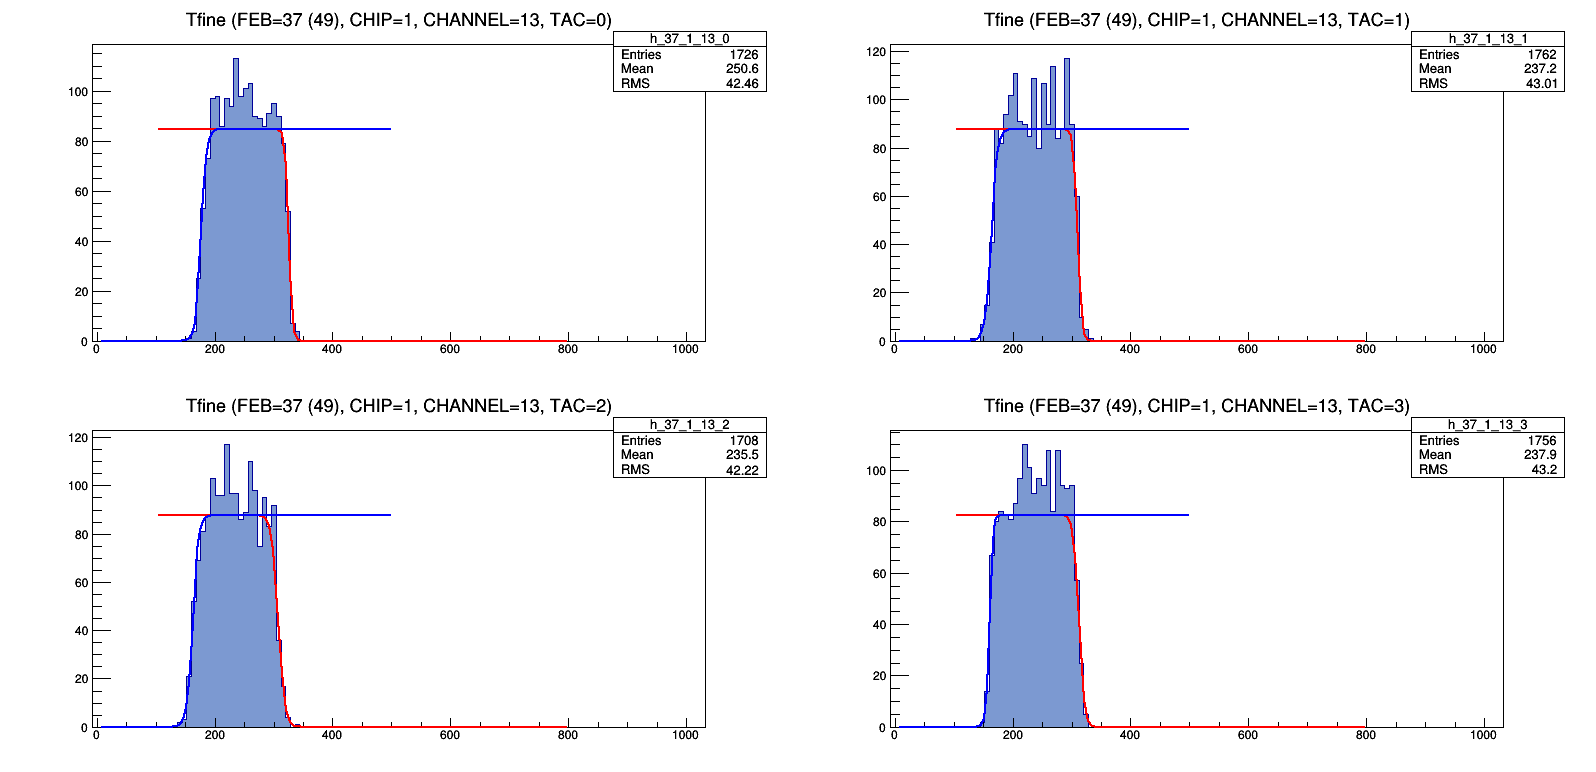 Tfine (FEB=37 (49), CHIP=1, CHANNEL=13, TAC=0)
h_37_1_13_0
Entries 1726
Mean 250.6
RMS 42.46
100
80
60
40
20
0
0 200 400 600 800 1000
Tfine (FEB=37 (49), CHIP=1, CHANNEL=13, TAC=1)
h_37_1_13_1
Entries 1762
Mean 237.2
RMS 43.01
120
100
80
60
40
20
0
0 200 400 600 800 1000
Tfine (FEB=37 (49), CHIP=1, CHANNEL=13, TAC=2)
h_37_1_13_2
Entries 1708
Mean 235.5
RMS 42.22
120
100
80
60
40
20
0
0 200 400 600 800 1000
Tfine (FEB=37 (49), CHIP=1, CHANNEL=13, TAC=3)
h_37_1_13_3
Entries 1756
Mean 237.9
RMS 43.2
100
80
60
40
20
0
0 200 400 600 800 1000